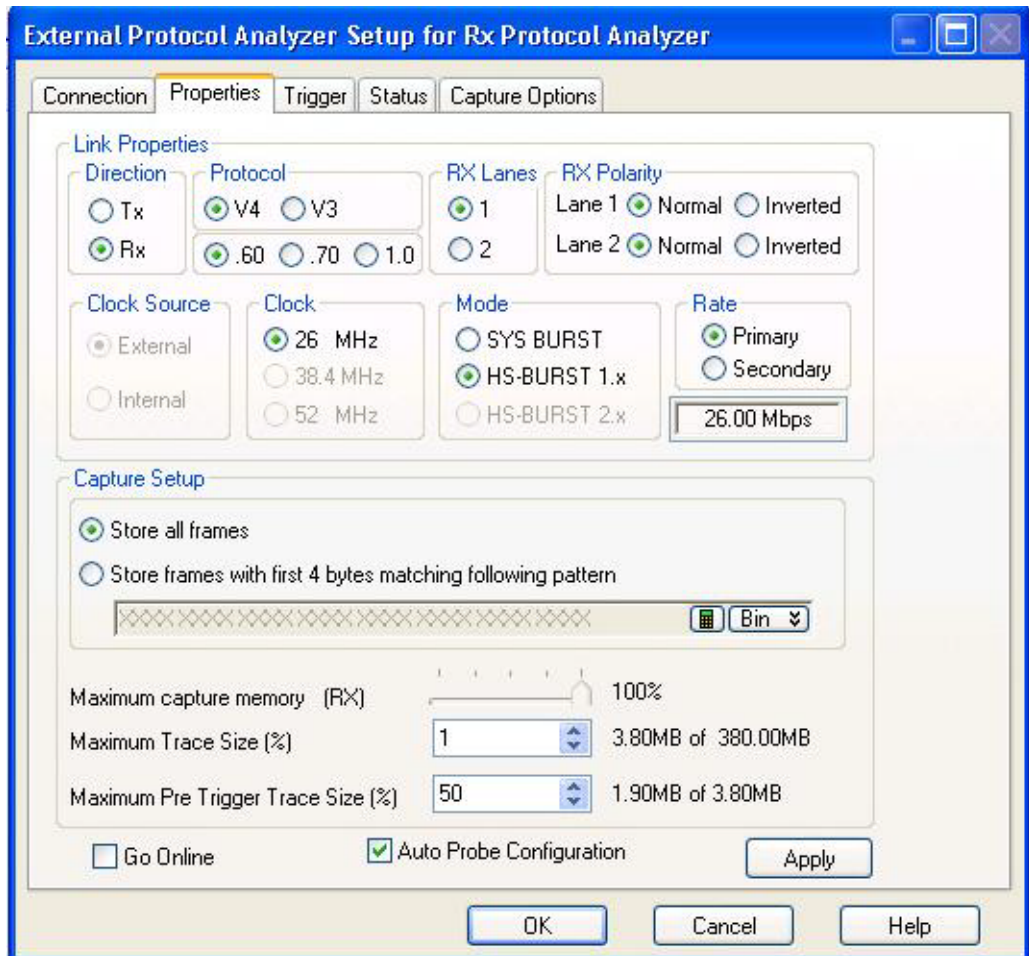 External Protocol Analyzer Setup for Rx Protocol Analyzer
Connection Properties Trigger Status Capture Options
Link Properties
Direction Protocol RX Lanes RX Polarity
Tx V4 V3 1 Lane 1 Normal Inverted
Rx .60 .70 1.0 2 Lane 2 Normal Inverted
Clock Source Clock Mode Rate
External 26 MHz SYS BURST Primary
38.4 MHz HS-BURST 1.x Secondary
Internal 52 MHz HS-BURST 2.x 26.00 Mbps
Capture Setup
Store all frames
Store frames with first 4 bytes matching following pattern
XXXX XXXX XXXX XXXX XXXX XXXX XXXX XXXX Bin
Maximum capture memory (RX) 100%
Maximum Trace Size (%) 1 3.80MB of 380.00MB
Maximum Pre Trigger Trace Size (%) 50 1.90MB of 3.80MB
Go Online Auto Probe Configuration Apply
OK Cancel Help